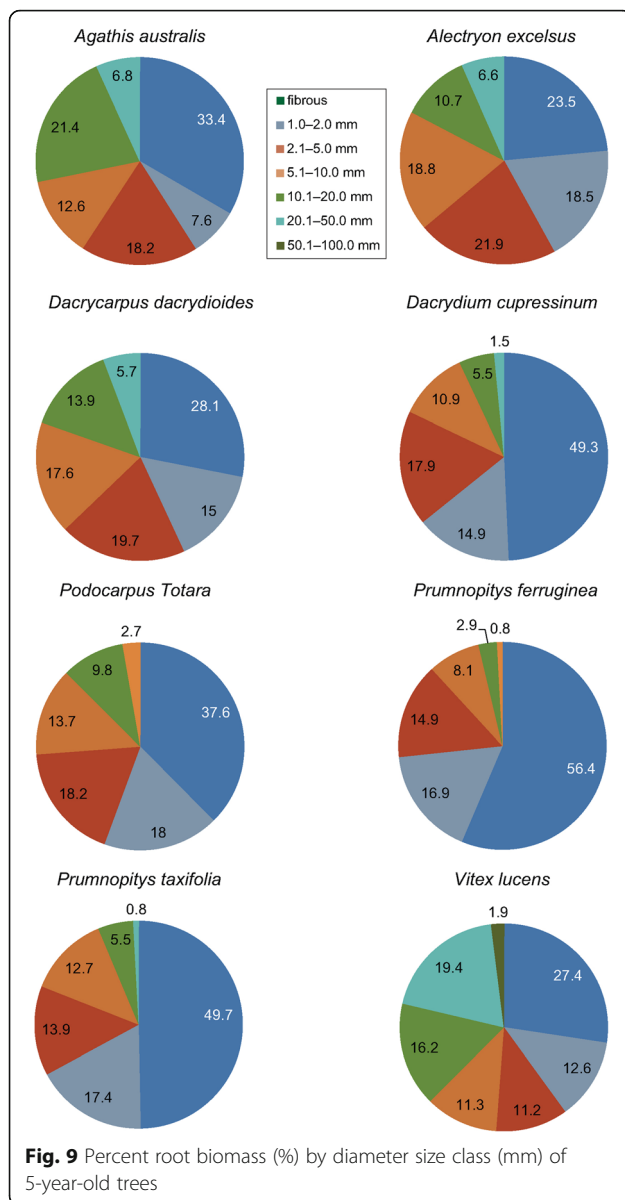 Agathis australis
Alectryon excelsus
6.8
33.4
21.4
7.6
12.6
18.2
fibrous
1.0–2.0 mm
2.1–5.0 mm
5.1–10.0 mm
10.1–20.0 mm
20.1–50.0 mm
50.1–100.0 mm
6.6
10.7
23.5
18.8
18.5
21.9
Dacrycarpus dacrydioides
Dacrydium cupressinum
5.7
13.9
28.1
17.6
15
19.7
1.5
5.5
10.9
49.3
17.9
14.9
Podocarpus Totara
Prumnopitys ferruginea
2.7
9.8
37.6
13.7
18.2
18
2.9
0.8
8.1
14.9
56.4
16.9
Prumnopitys taxifolia
Vitex lucens
0.8
5.5
12.7
49.7
13.9
17.4
1.9
19.4
27.4
16.2
12.6
11.3
11.2
Fig. 9 Percent root biomass (%) by diameter size class (mm) of
5-year-old trees